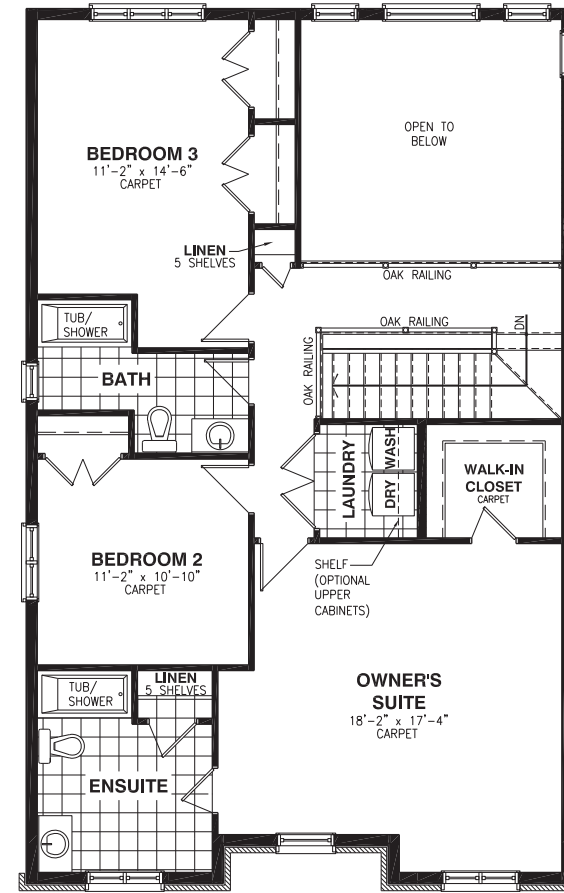 BEDROOM 3
11'-2" x 14'-6"
CARPET
OPEN TO
BELOW
LINEN
5 SHELVES
OAK RAILING
TUB/
SHOWER
OAK RAILING
DN
OAK RAILING
BATH
LAUNDRY
DRY WASH
WALK-IN
CLOSET
CARPET
BEDROOM 2
11'-2" x 10'-10"
CARPET
SHELF
(OPTIONAL
UPPER
CABINETS)
TUB/
SHOWER
LINEN
5 SHELVES
OWNER'S
SUITE
18'-2" x 17'-4"
CARPET
ENSUITE